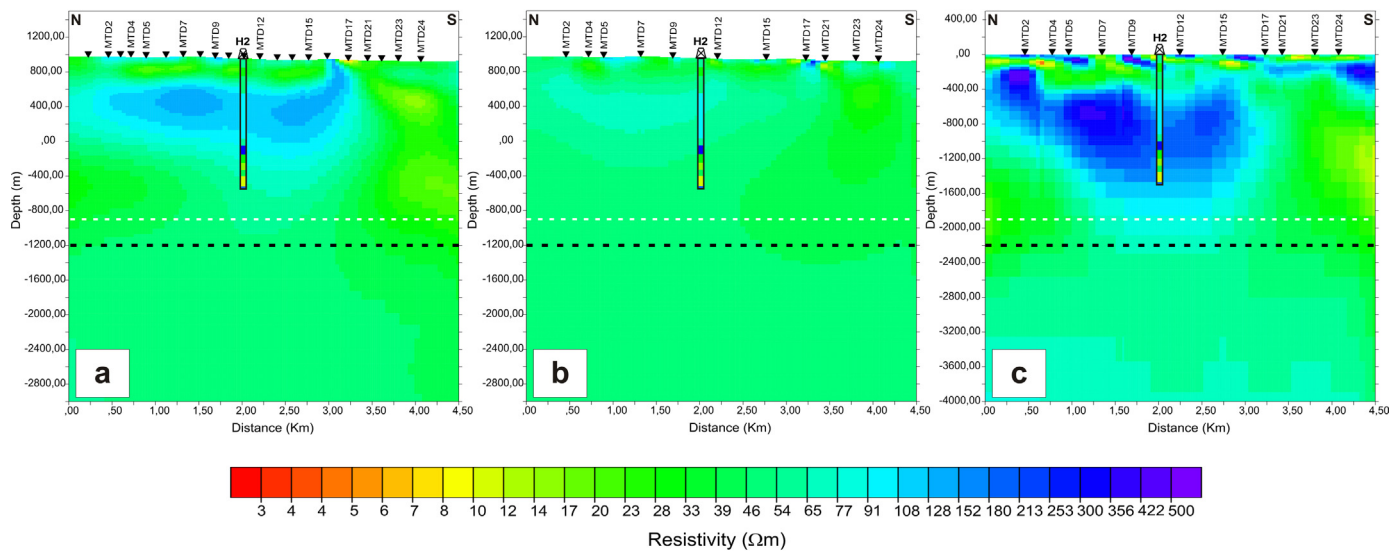 N
S
H2
MTD2
MTD4
MTD5
MTD7
MTD9
MTD12
MTD15
MTD17
MTD21
MTD23
MTD24
1200,00
800,00
400,00
,00
-400,00
-800,00
-1200,00
-1600,00
-2000,00
-2400,00
-2800,00
Depth (m)
a
,00 ,50 1,00 1,50 2,00 2,50 3,00 3,50 4,00 4,50
Distance (Km)
N
S
H2
MTD2
MTD4
MTD5
MTD7
MTD9
MTD12
MTD15
MTD17
MTD21
MTD23
MTD24
1200,00
800,00
400,00
,00
-400,00
-800,00
-1200,00
-1600,00
-2000,00
-2400,00
-2800,00
Depth (m)
b
,00 ,50 1,00 1,50 2,00 2,50 3,00 3,50 4,00 4,50
Distance (Km)
N
S
H2
MTD2
MTD4
MTD5
MTD7
MTD9
MTD12
MTD15
MTD17
MTD21
MTD23
MTD24
400,00
,00
-400,00
-800,00
-1200,00
-1600,00
-2000,00
-2400,00
-2800,00
-3200,00
-3600,00
-4000,00
Depth (m)
c
,00 ,50 1,00 1,50 2,00 2,50 3,00 3,50 4,00 4,50
Distance (Km)
3 4 4 5 6 7 8 10 12 14 17 20 23 28 33 39 46 54 65 77 91 108 128 152 180 213 253 300 356 422 500
Resistivity (Ωm)